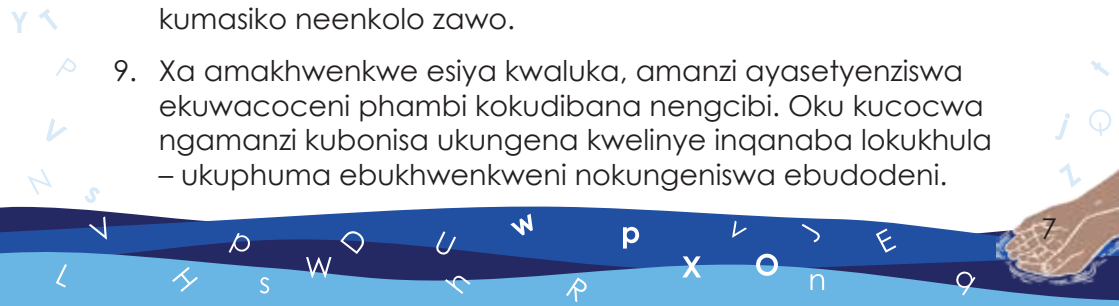 kumasiko neenkolo zawo.
9. Xa amakhwenkwe esiya kwaluka, amanzi ayasetyenziswa
ekuwacoceni phambi kokudibana nengcibi. Oku kucocwa
ngamanzi kubonisa ukungena kwelinye inqanaba lokukhula
– ukuphuma ebukhwenkweni nokungeniswa ebudodeni.
Y T
P
V
N s
t
j Q
Z
V p D U w p v J E 7
L H s W h R X O n 9